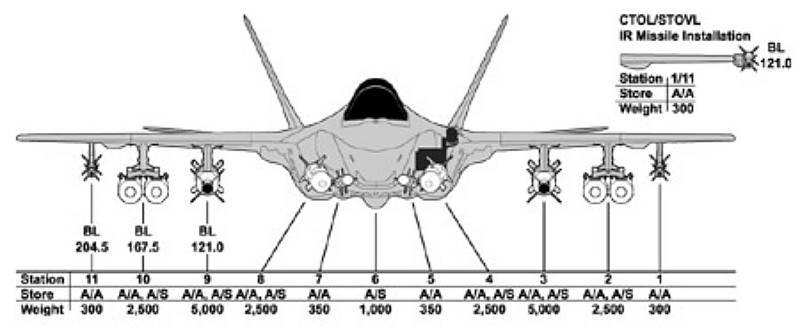 CTOL/STOVL
IR Missile Installation
BL
121.0
Station 1/11
Store A/A
Weight 300
BL BL BL
204.5 167.5 121.0
Station 11 10 9 8 7 6 5 4 3 2 1
Store A/A A/A, A/S A/A, A/S A/A, A/S A/A A/S A/A A/A, A/S A/A, A/S A/A, A/S A/A
Weight 300 2,500 5,000 2,500 350 1,000 350 2,500 5,000 2,500 300